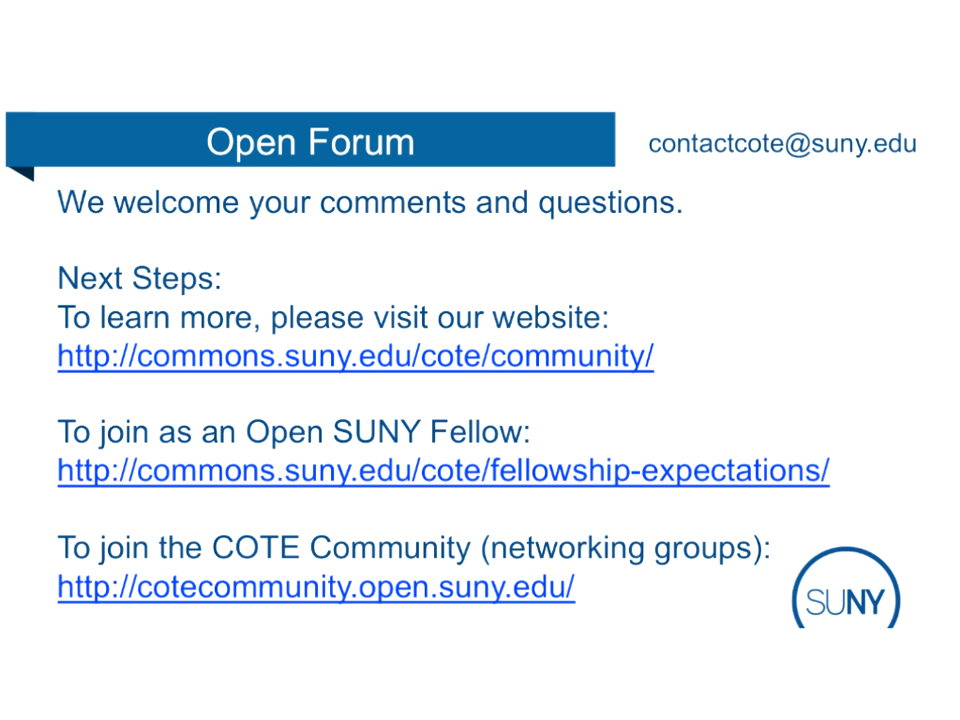 Open Forum
contactcote@suny.edu
We welcome your comments and questions.
Next Steps:
To learn more, please visit our website:
http://commons.suny.edu/cote/community/
To join as an Open SUNY Fellow:
http://commons.suny.edu/cote/fellowship-expectations/
To join the COTE Community (networking groups):
http://cotecommunity.open.suny.edu/
SUNY